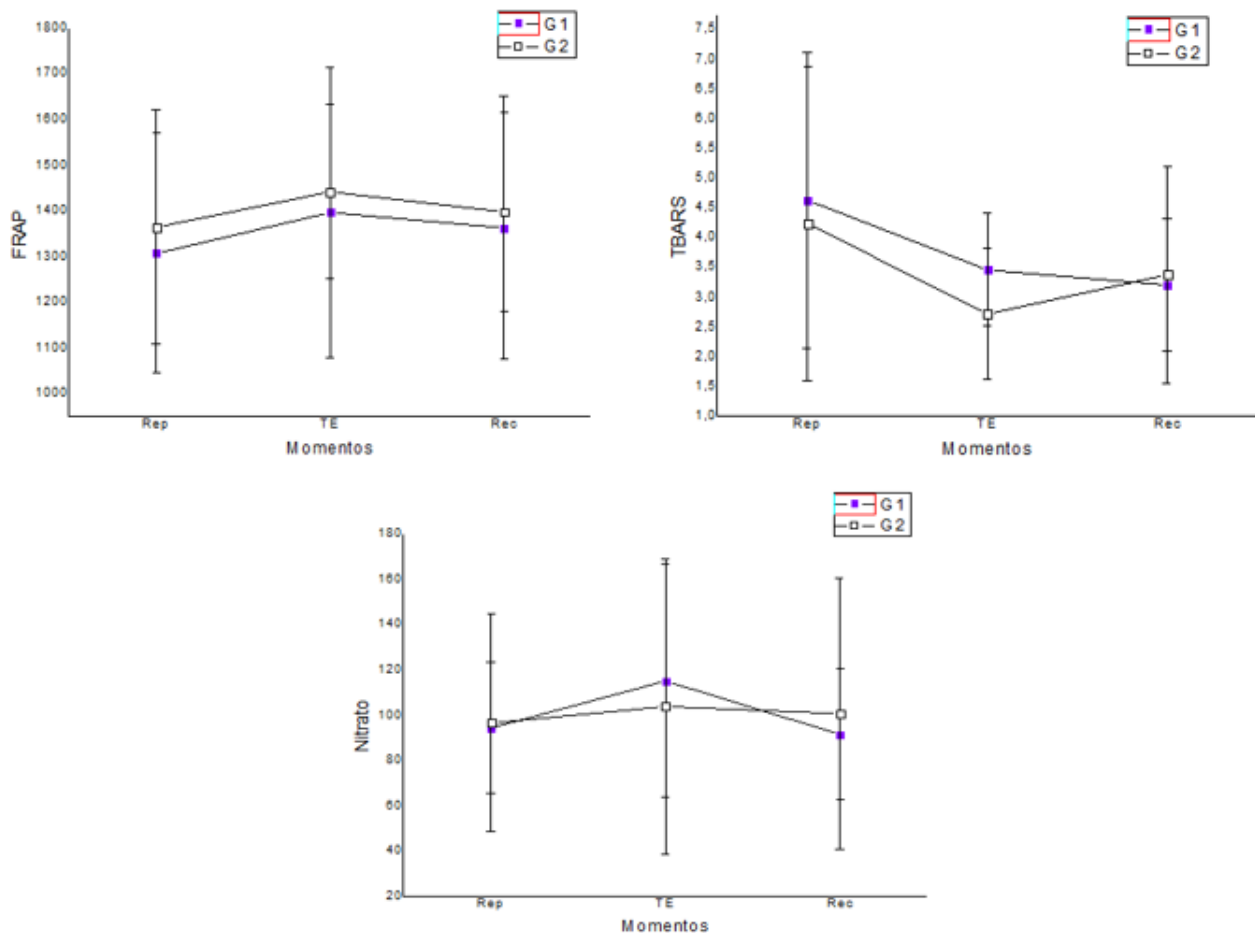 G1
G2
1800
1700
1600
1500
1400
1300
1200
1100
1000
FRAP
Rep TE Rec
Momentos
G1
G2
7,5
7,0
6,5
6,0
5,5
5,0
4,5
4,0
3,5
3,0
2,5
2,0
1,5
1,0
TBARS
Rep TE Rec
Momentos
G1
G2
180
160
140
120
100
80
60
40
20
Nitrato
Rep TE Rec
Momentos